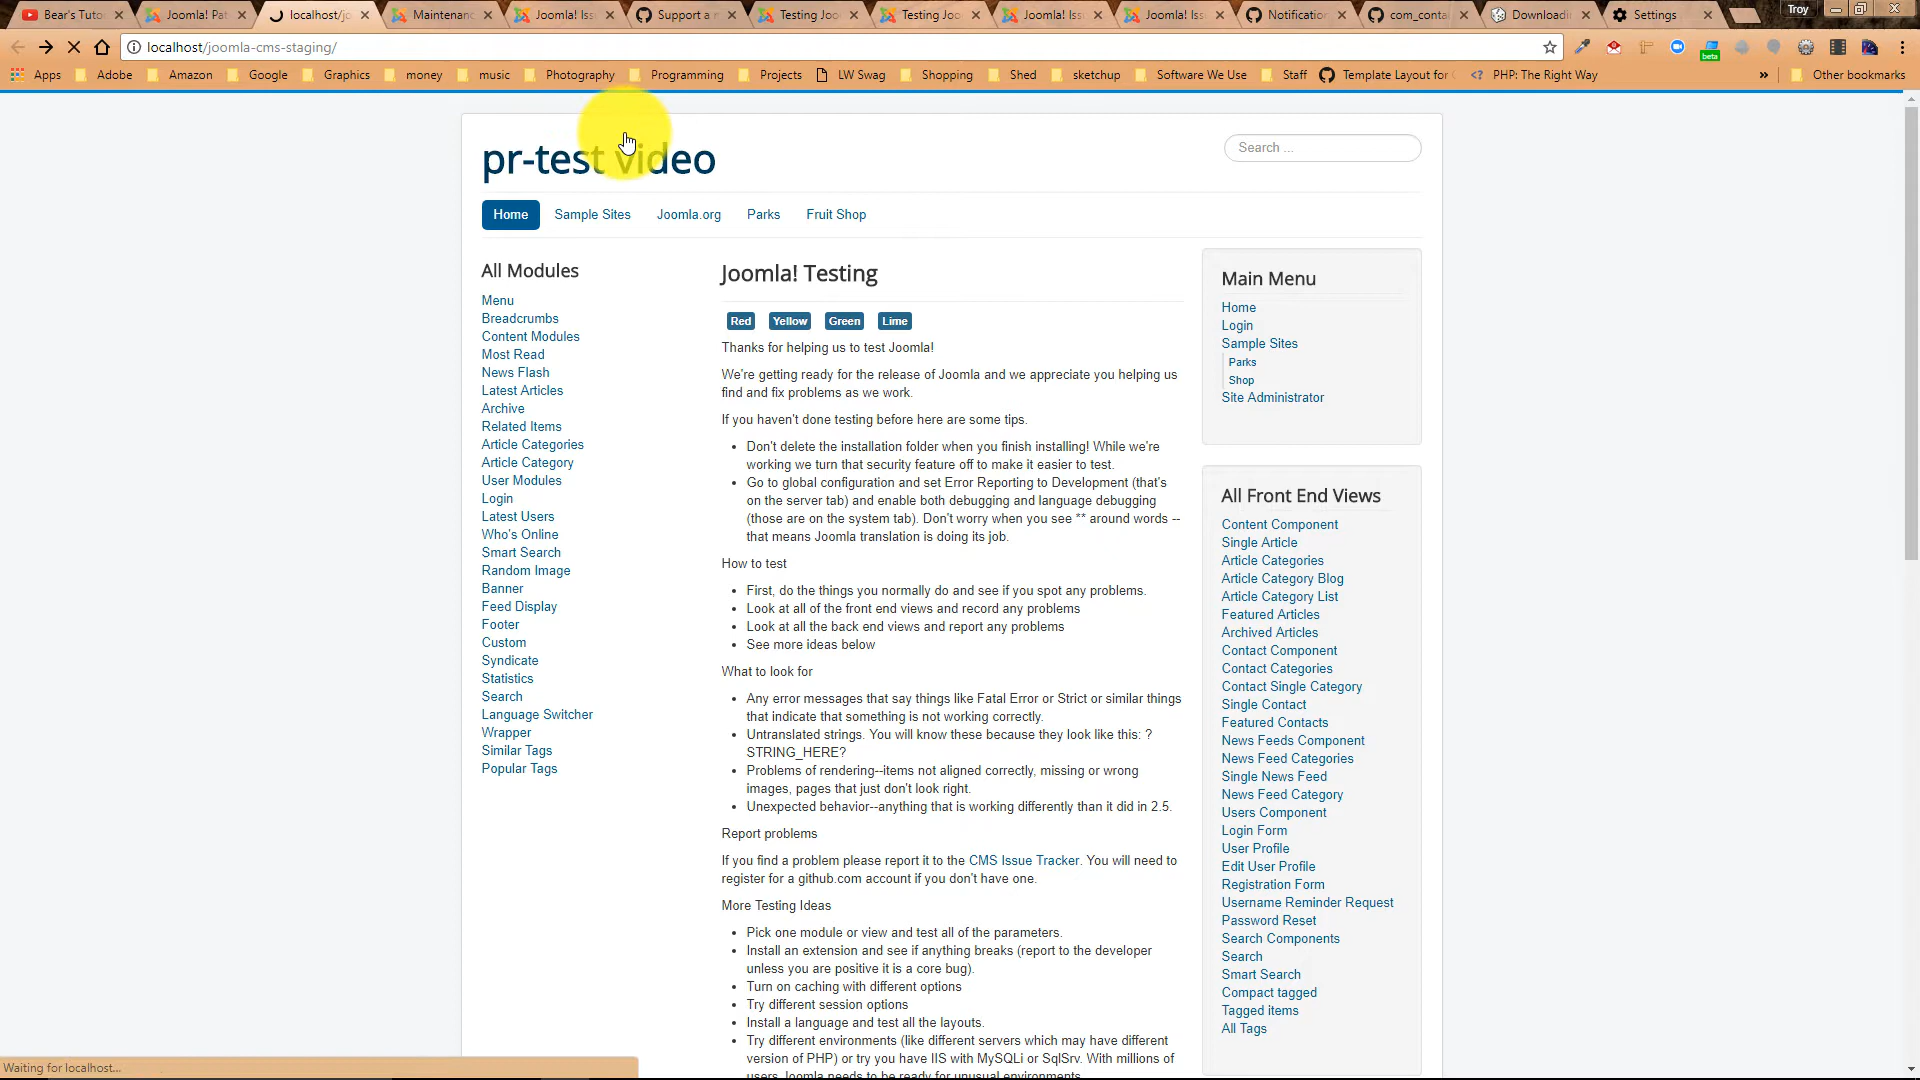 Bear's Tuto
Joomla! Pat
localhost/jo
Maintenanc
Joomla! Iss
Support a n
Testing Joo
Testing Joo
Joomla! Iss
Joomla! Iss
Notification
com_conta
Downloadin
Settings
Troy
localhost/joomla-cms-staging/
beta
Apps
Adobe
Amazon
Google
Graphics
money
music
Photography
Programming
Projects
LW Swag
Shopping
Shed
sketchup
Software We Use
Staff
Template Layout for
PHP: The Right Way
»
Other bookmarks
pr-test video
Search ...
Home
Sample Sites
Joomla.org
Parks
Fruit Shop
All Modules
Menu
Breadcrumbs
Content Modules
Most Read
News Flash
Latest Articles
Archive
Related Items
Article Categories
Article Category
User Modules
Login
Latest Users
Who's Online
Smart Search
Random Image
Banner
Feed Display
Footer
Custom
Syndicate
Statistics
Search
Language Switcher
Wrapper
Similar Tags
Popular Tags
Joomla! Testing
Red
Yellow
Green
Lime
Thanks for helping us to test Joomla!
We're getting ready for the release of Joomla and we appreciate you helping us
find and fix problems as we work.
If you haven't done testing before here are some tips.
• Don't delete the installation folder when you finish installing! While we're
working we turn that security feature off to make it easier to test.
• Go to global configuration and set Error Reporting to Development (that's
on the server tab) and enable both debugging and language debugging
(those are on the system tab). Don't worry when you see ** around words --
that means Joomla translation is doing its job.
How to test
• First, do the things you normally do and see if you spot any problems.
• Look at all of the front end views and record any problems
• Look at all the back end views and report any problems
• See more ideas below
What to look for
• Any error messages that say things like Fatal Error or Strict or similar things
that indicate that something is not working correctly.
• Untranslated strings. You will know these because they look like this: ?
STRING_HERE?
• Problems of rendering--items not aligned correctly, missing or wrong
images, pages that just don't look right.
• Unexpected behavior--anything that is working differently than it did in 2.5.
Report problems
If you find a problem please report it to the CMS Issue Tracker. You will need to
register for a github.com account if you don't have one.
More Testing Ideas
• Pick one module or view and test all of the parameters.
• Install an extension and see if anything breaks (report to the developer
unless you are positive it is a core bug).
• Turn on caching with different options
• Try different session options
• Install a language and test all the layouts.
• Try different environments (like different servers which may have different
version of PHP) or try you have IIS with MySQLi or SqlSrv. With millions of
users Joomla needs to be ready for unusual environments.
Main Menu
Home
Login
Sample Sites
Parks
Shop
Site Administrator
All Front End Views
Content Component
Single Article
Article Categories
Article Category Blog
Article Category List
Featured Articles
Archived Articles
Contact Component
Contact Categories
Contact Single Category
Single Contact
Featured Contacts
News Feeds Component
News Feed Categories
Single News Feed
News Feed Category
Users Component
Login Form
User Profile
Edit User Profile
Registration Form
Username Reminder Request
Password Reset
Search Components
Search
Smart Search
Compact tagged
Tagged items
All Tags
Waiting for localhost...